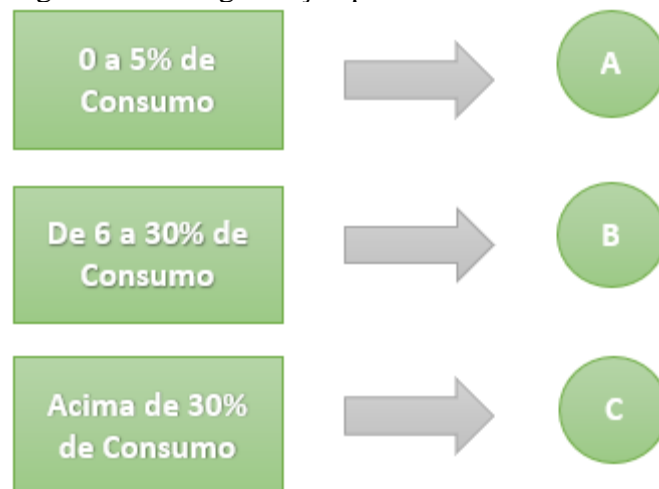 0 a 5% de
Consumo
A
De 6 a 30% de
Consumo
B
Acima de 30%
de Consumo
C